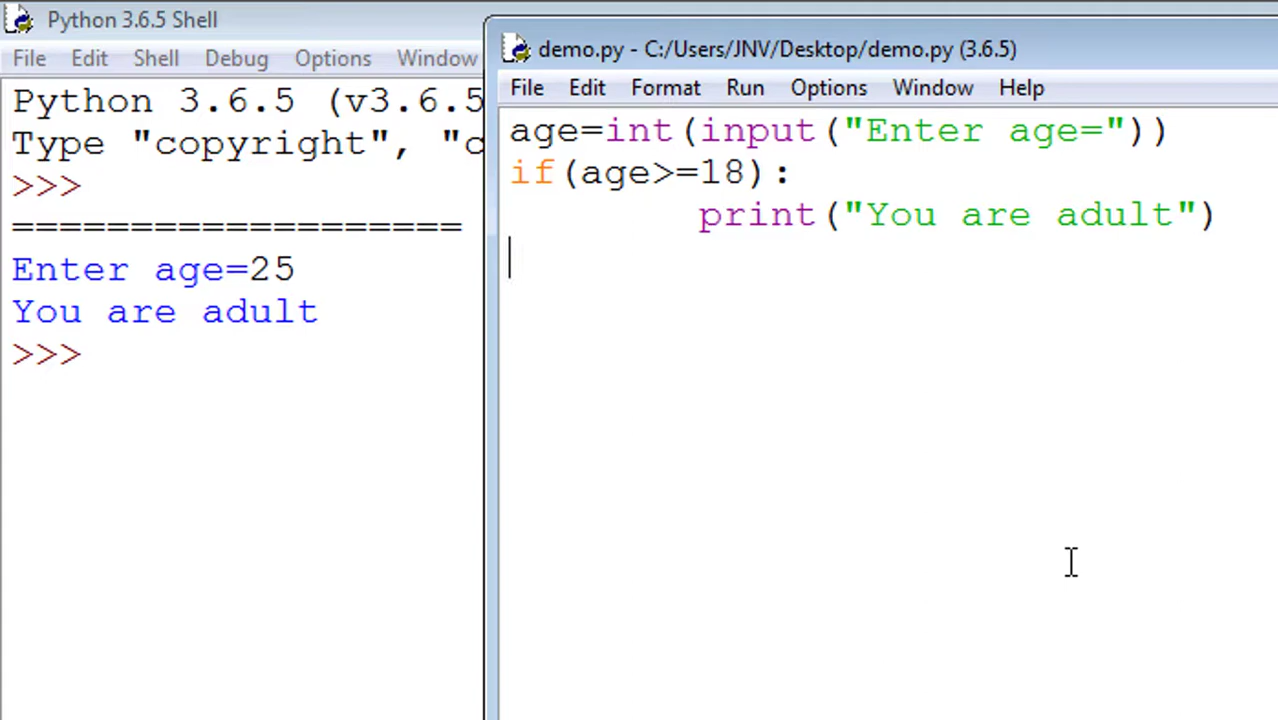 Python 3.6.5 Shell
File Edit Shell Debug Options Window
Python 3.6.5 (v3.6.5
Type "copyright", "c
>>>
===================
Enter age=25
You are adult
>>>
demo.py - C:/Users/JNV/Desktop/demo.py (3.6.5)
File Edit Format Run Options Window Help
age=int(input("Enter age="))
if(age>=18):
        print("You are adult")